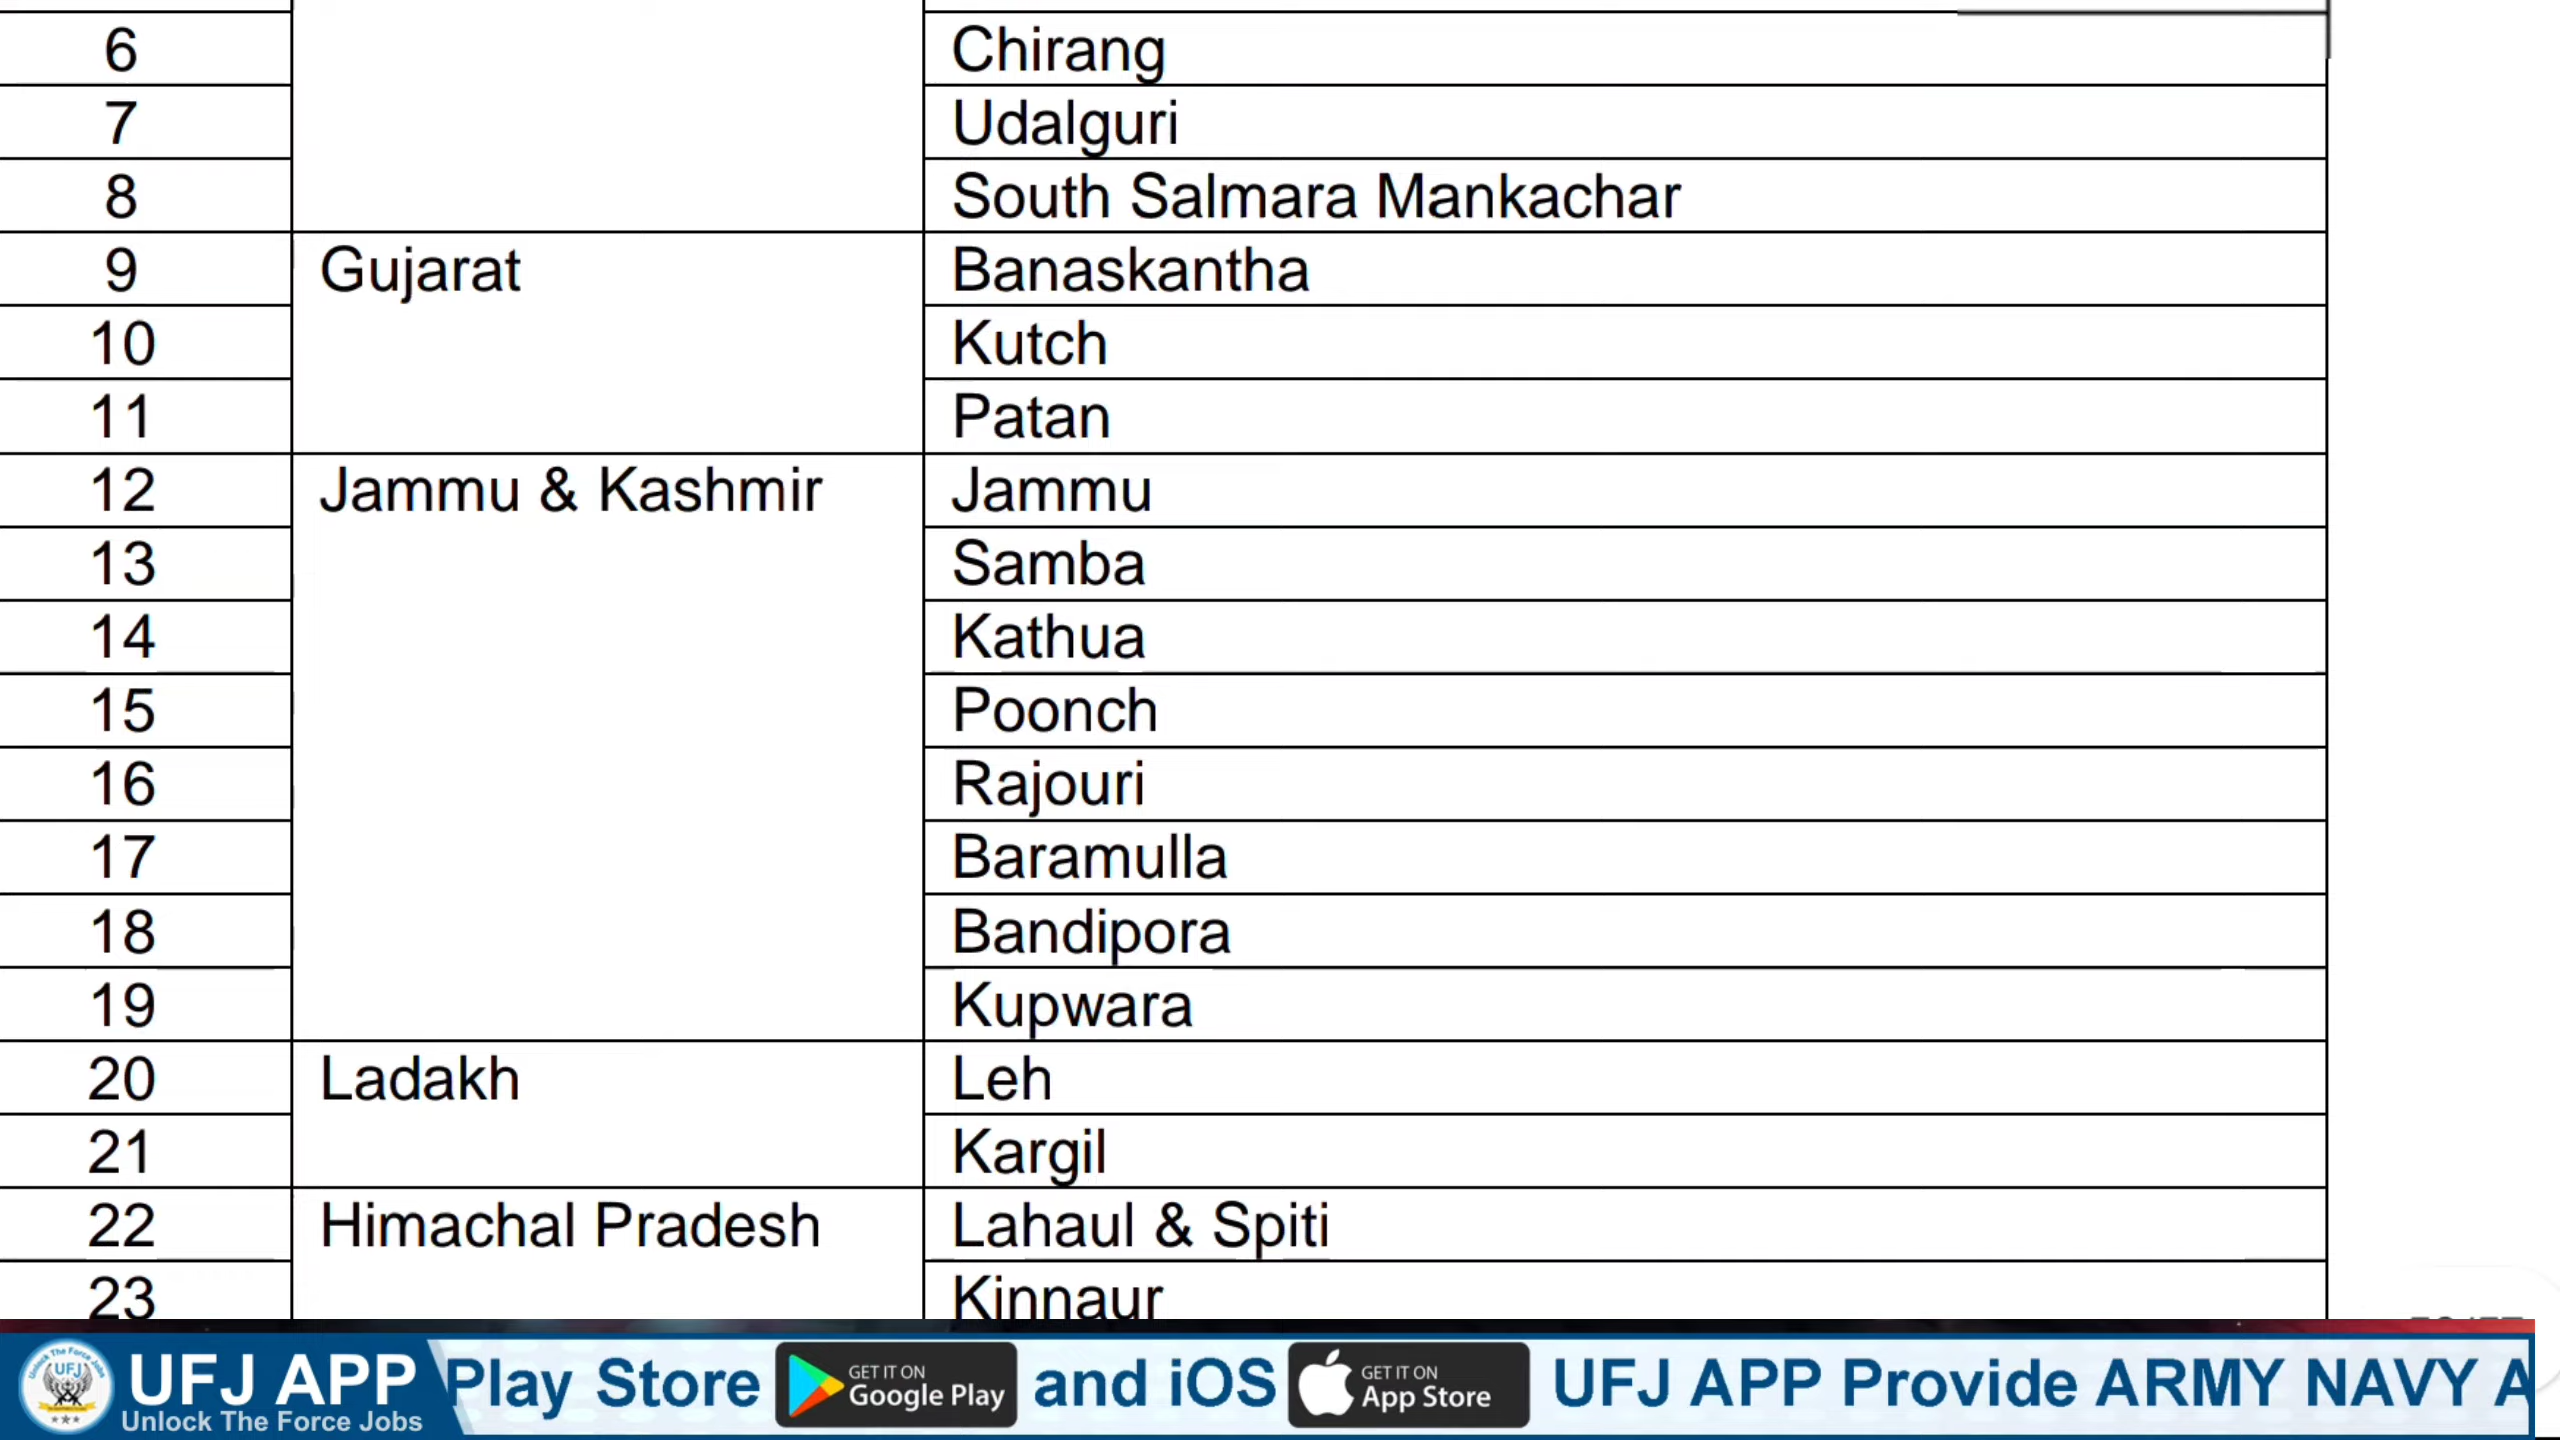 6 Chirang
7 Udalguri
8 South Salmara Mankachar
9 Gujarat Banaskantha
10 Kutch
11 Patan
12 Jammu & Kashmir Jammu
13 Samba
14 Kathua
15 Poonch
16 Rajouri
17 Baramulla
18 Bandipora
19 Kupwara
20 Ladakh Leh
21 Kargil
22 Himachal Pradesh Lahaul & Spiti
23 Kinnaur
UFJ APP Play Store GET IT ON Google Play and iOS GET IT ON App Store UFJ APP Provide ARMY NAVY A
Unlock The Force Jobs